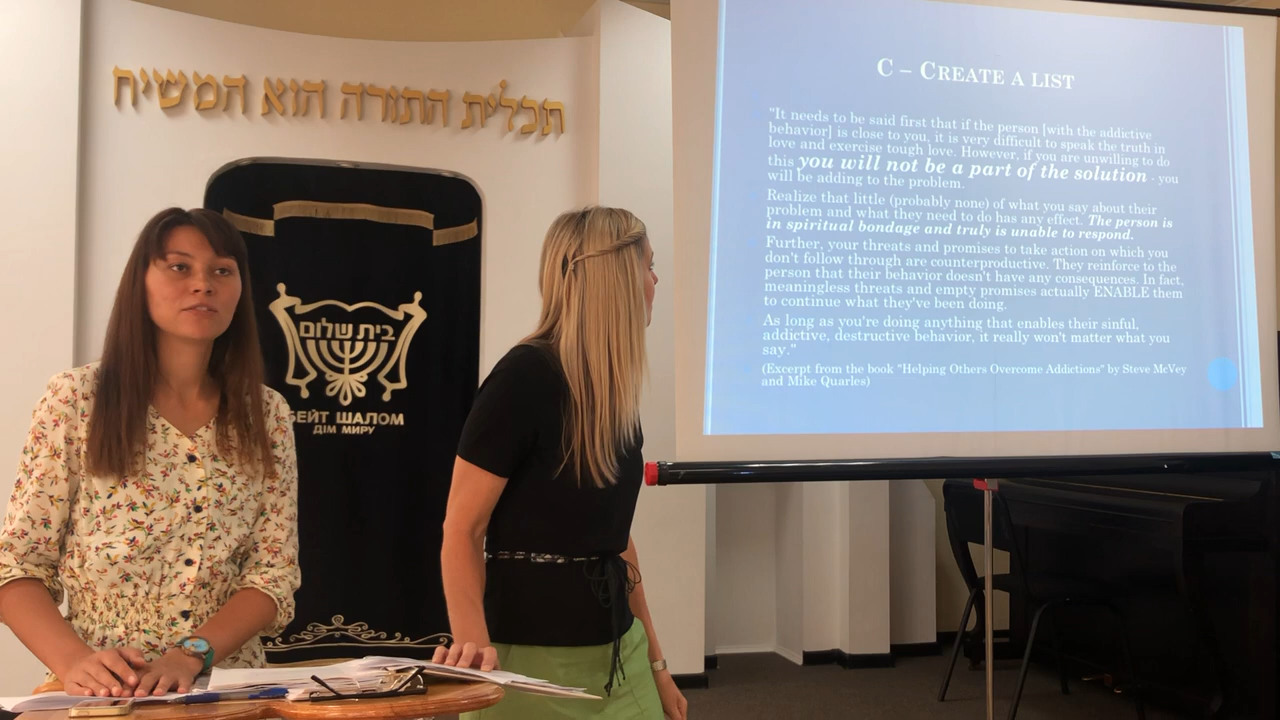 תכלית התורה הוא המשיח
בית שלום
БЕЙТ ШАЛОМ
ДІМ МИРУ
C – CREATE A LIST
"It needs to be said first that if the person [with the addictive
behavior] is close to you, it is very difficult to speak the truth in
love and exercise tough love. However, if you are unwilling to do
this you will not be a part of the solution - you
will be adding to the problem.
Realize that little (probably none) of what you say about their
problem and what they need to do has any effect. The person is
in spiritual bondage and truly is unable to respond.
Further, your threats and promises to take action on which you
don't follow through are counterproductive. They reinforce to the
person that their behavior doesn't have any consequences. In fact,
meaningless threats and empty promises actually ENABLE them
to continue what they've been doing.
As long as you're doing anything that enables their sinful,
addictive, destructive behavior, it really won't matter what you
say."
(Excerpt from the book "Helping Others Overcome Addictions" by Steve McVey
and Mike Quarles)